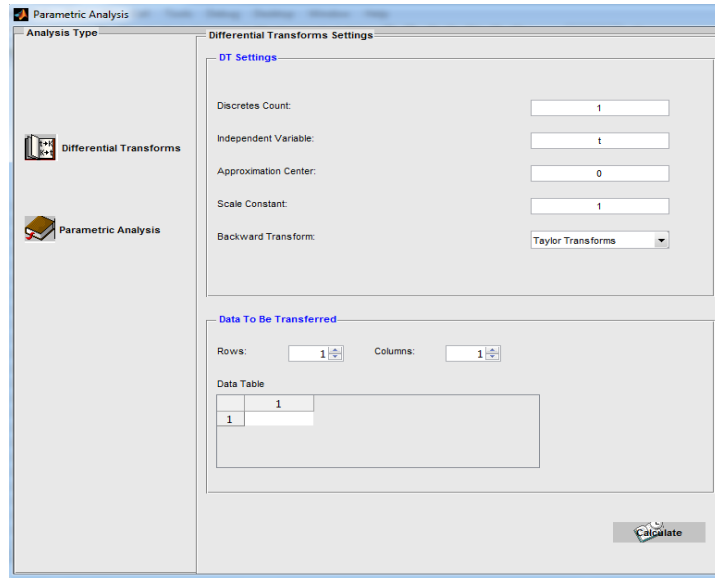 Parametric Analysis
Analysis Type
Differential Transforms
Parametric Analysis
Differential Transforms Settings
DT Settings
Discretes Count: 1
Independent Variable: t
Approximation Center: 0
Scale Constant: 1
Backward Transform: Taylor Transforms
Data To Be Transferred
Rows: 1 Columns: 1
Data Table
1
1
Calculate